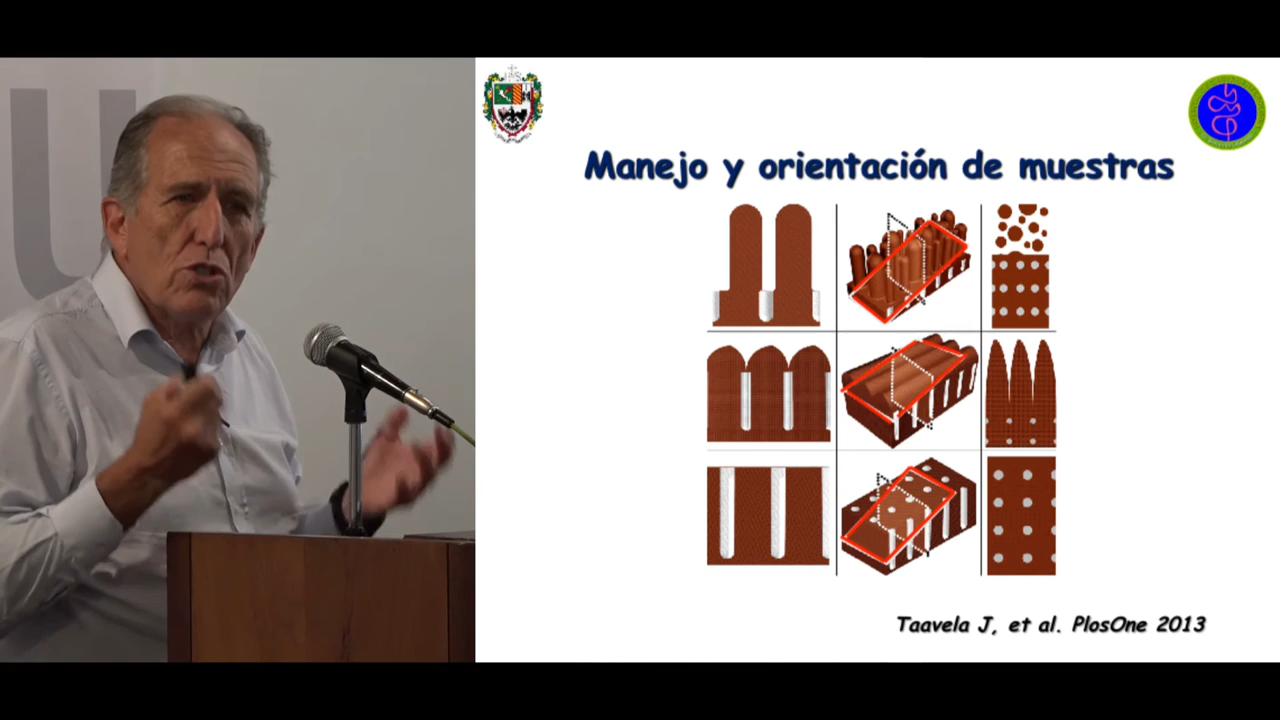 U
Manejo y orientación de muestras
Taavela J, et al. PlosOne 2013